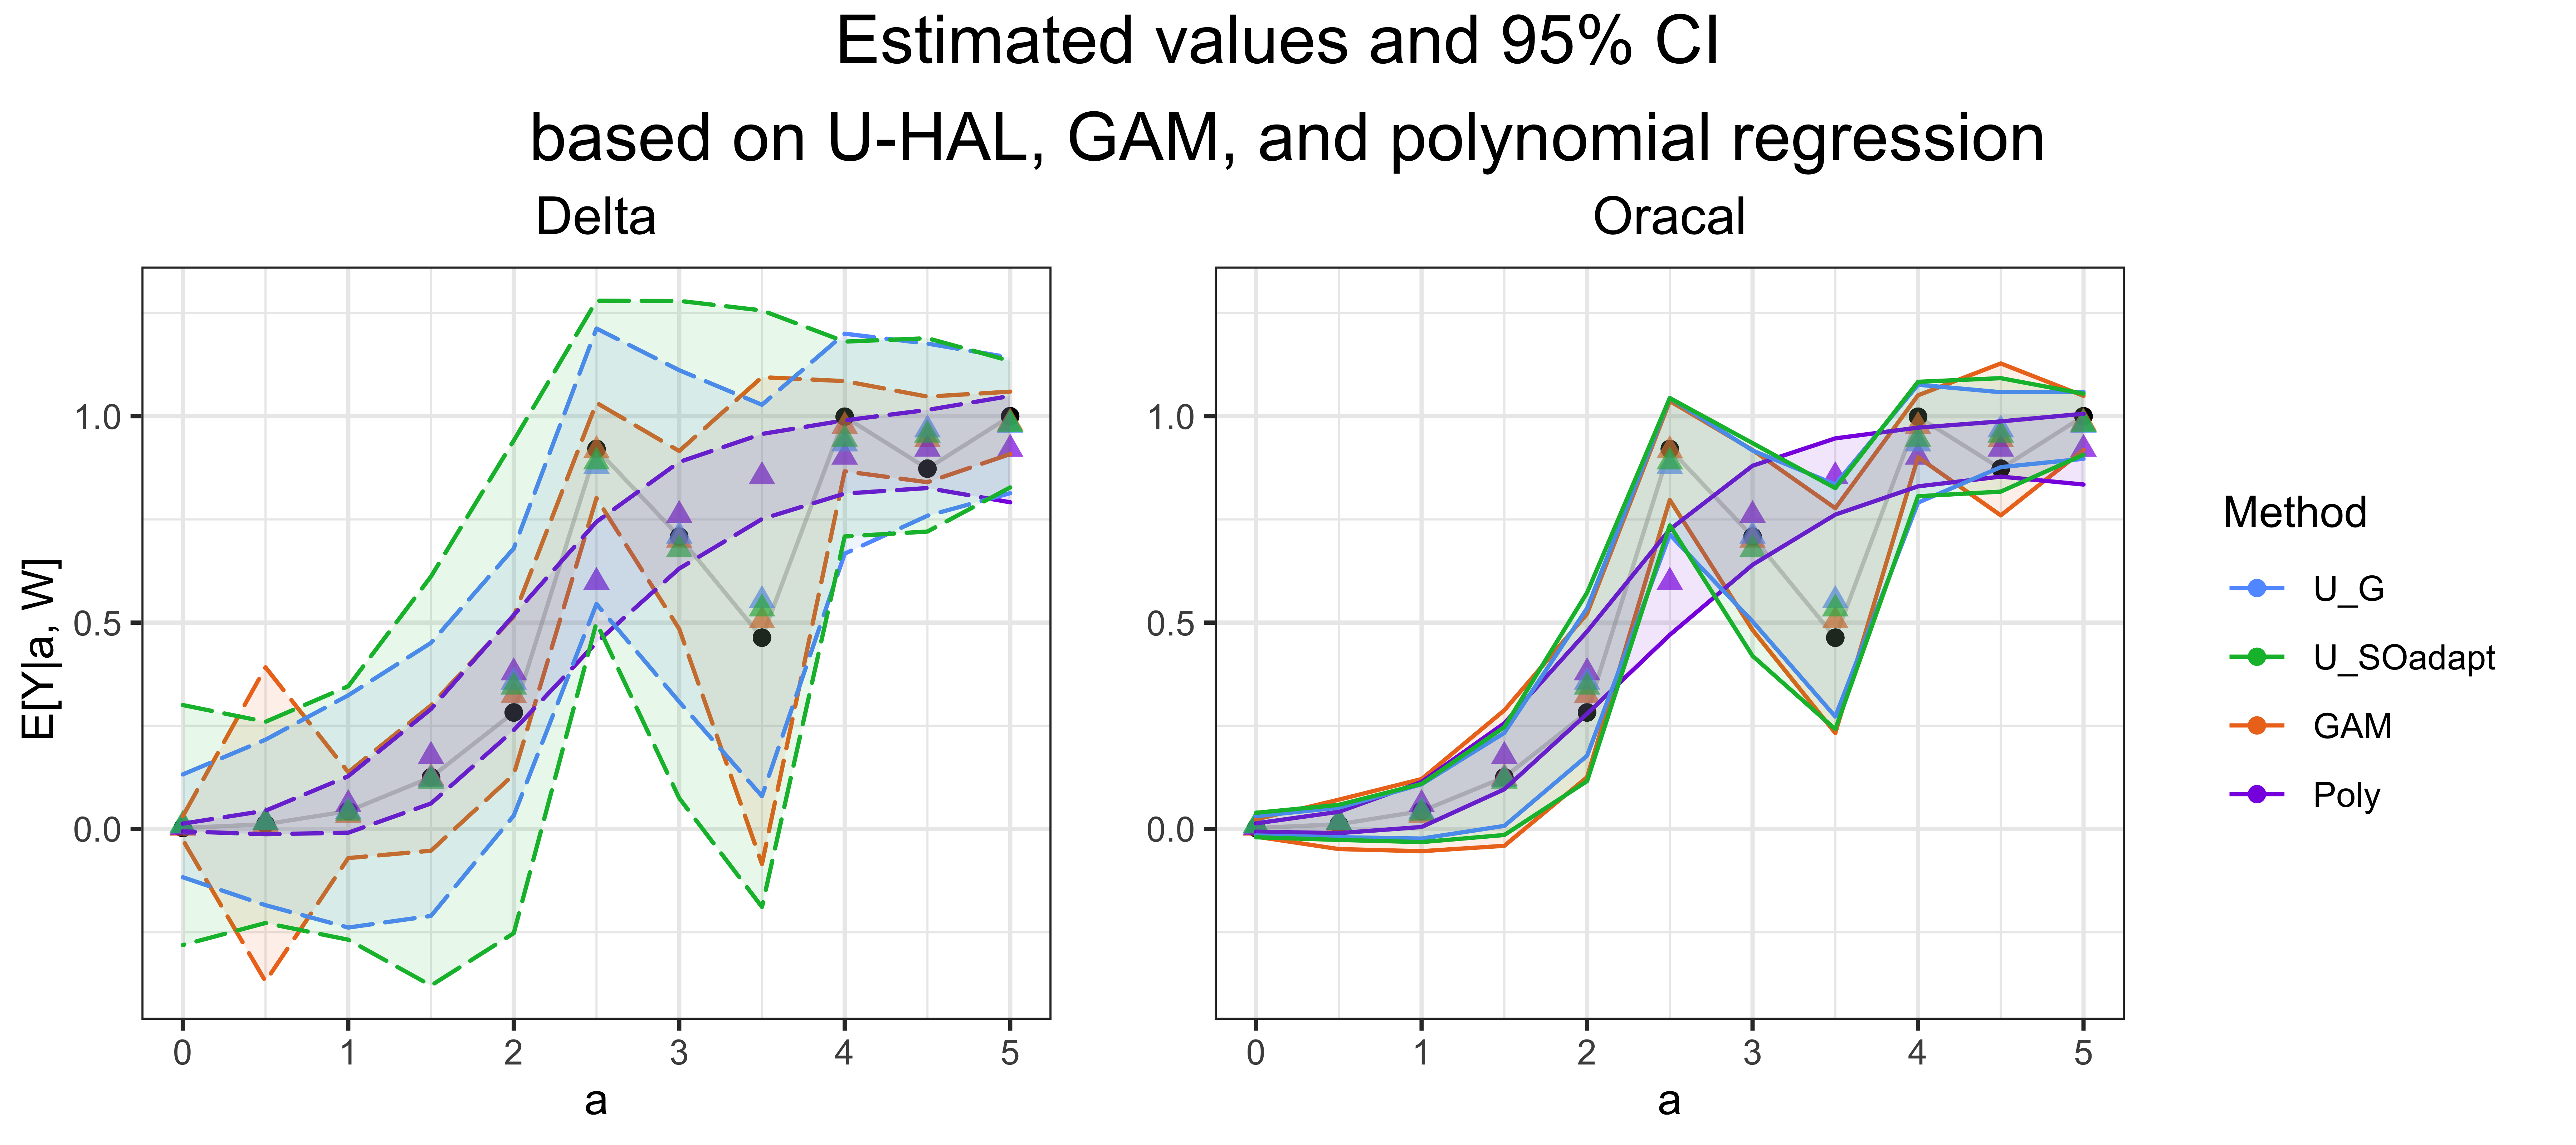 Estimated values and 95% CI
based on U-HAL, GAM, and polynomial regression
Delta
Oracal
E[Y|a, W]
1.0
0.5
0.0
0 1 2 3 4 5
a
1.0
0.5
0.0
0 1 2 3 4 5
a
Method
U_G
U_SOadapt
GAM
Poly